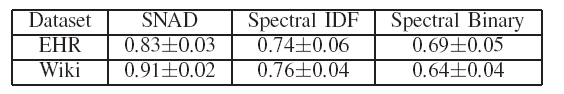 Dataset SNAD Spectral IDF Spectral Binary
EHR 0.83±0.03 0.74±0.06 0.69±0.05
Wiki 0.91±0.02 0.76±0.04 0.64±0.04